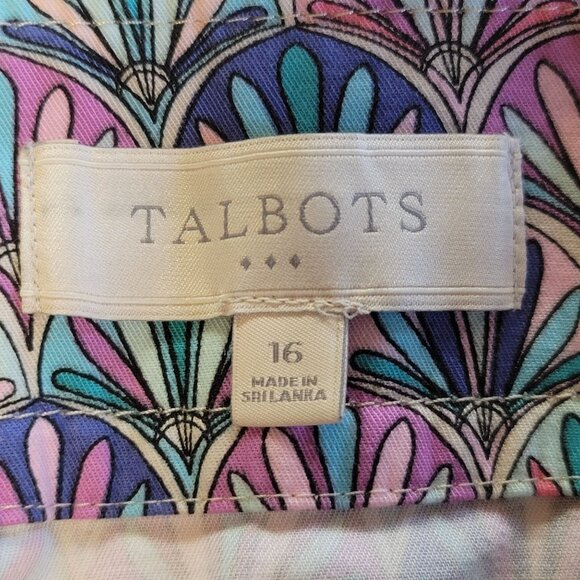 TALBOTS
16
MADE IN
SRI LANKA